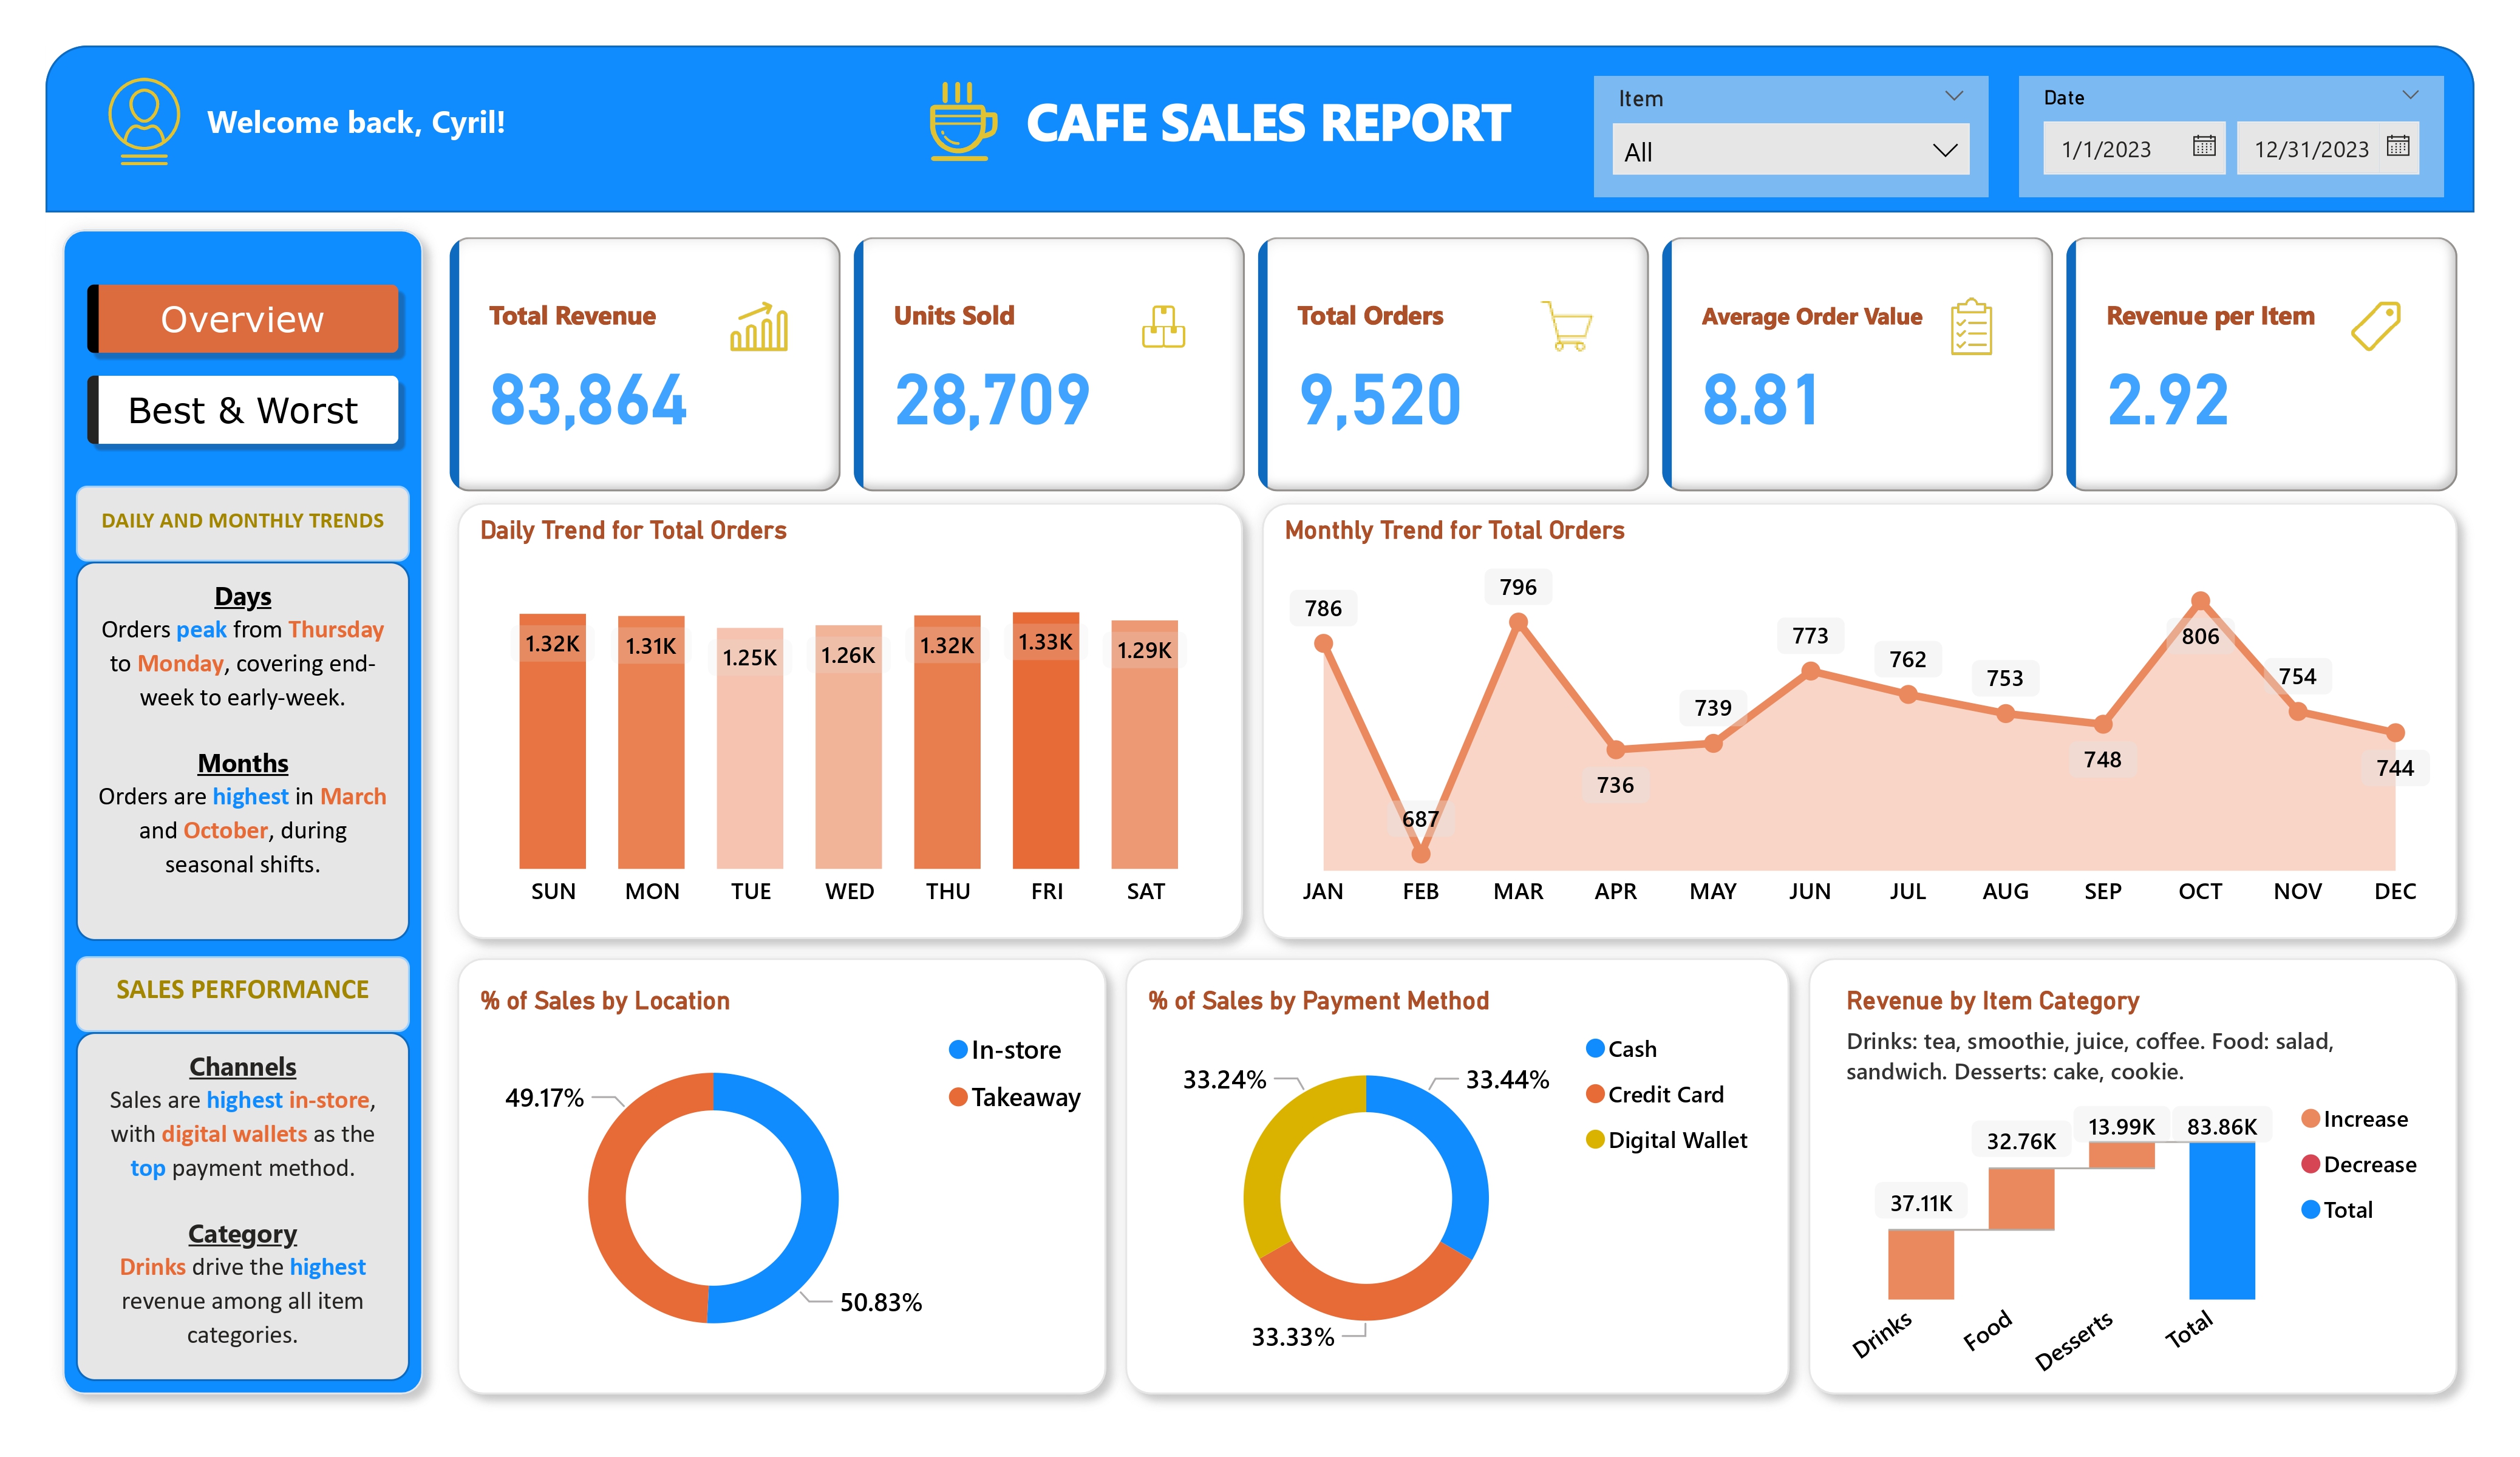 Welcome back, Cyril!
CAFE SALES REPORT
Item
All
Date
1/1/2023
12/31/2023
Overview
Best & Worst
DAILY AND MONTHLY TRENDS
Days
Orders peak from Thursday
to Monday, covering end-
week to early-week.
Months
Orders are highest in March
and October, during
seasonal shifts.
SALES PERFORMANCE
Channels
Sales are highest in-store,
with digital wallets as the
top payment method.
Category
Drinks drive the highest
revenue among all item
categories.
Total Revenue
83,864
Units Sold
28,709
Total Orders
9,520
Average Order Value
8.81
Revenue per Item
2.92
Daily Trend for Total Orders
1.32K
1.31K
1.25K
1.26K
1.32K
1.33K
1.29K
SUN
MON
TUE
WED
THU
FRI
SAT
Monthly Trend for Total Orders
786
687
796
736
739
773
762
753
748
806
754
744
JAN
FEB
MAR
APR
MAY
JUN
JUL
AUG
SEP
OCT
NOV
DEC
% of Sales by Location
In-store
Takeaway
49.17%
50.83%
% of Sales by Payment Method
Cash
Credit Card
Digital Wallet
33.24%
33.44%
33.33%
Revenue by Item Category
Drinks: tea, smoothie, juice, coffee. Food: salad,
sandwich. Desserts: cake, cookie.
37.11K
32.76K
13.99K
83.86K
Increase
Decrease
Total
Drinks
Food
Desserts
Total